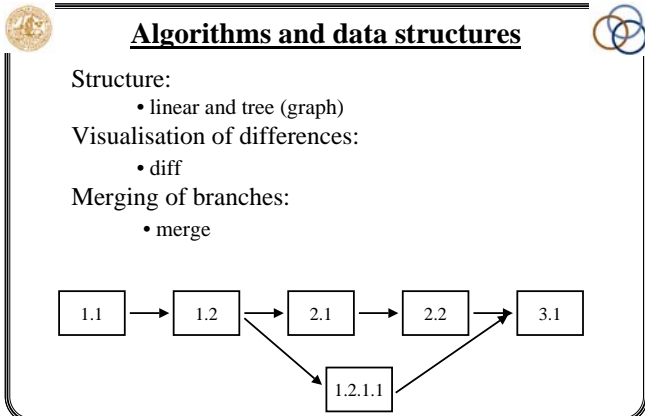 Algorithms and data structures
Structure:
• linear and tree (graph)
Visualisation of differences:
• diff
Merging of branches:
• merge
1.1 1.2 2.1 2.2 3.1
1.2.1.1